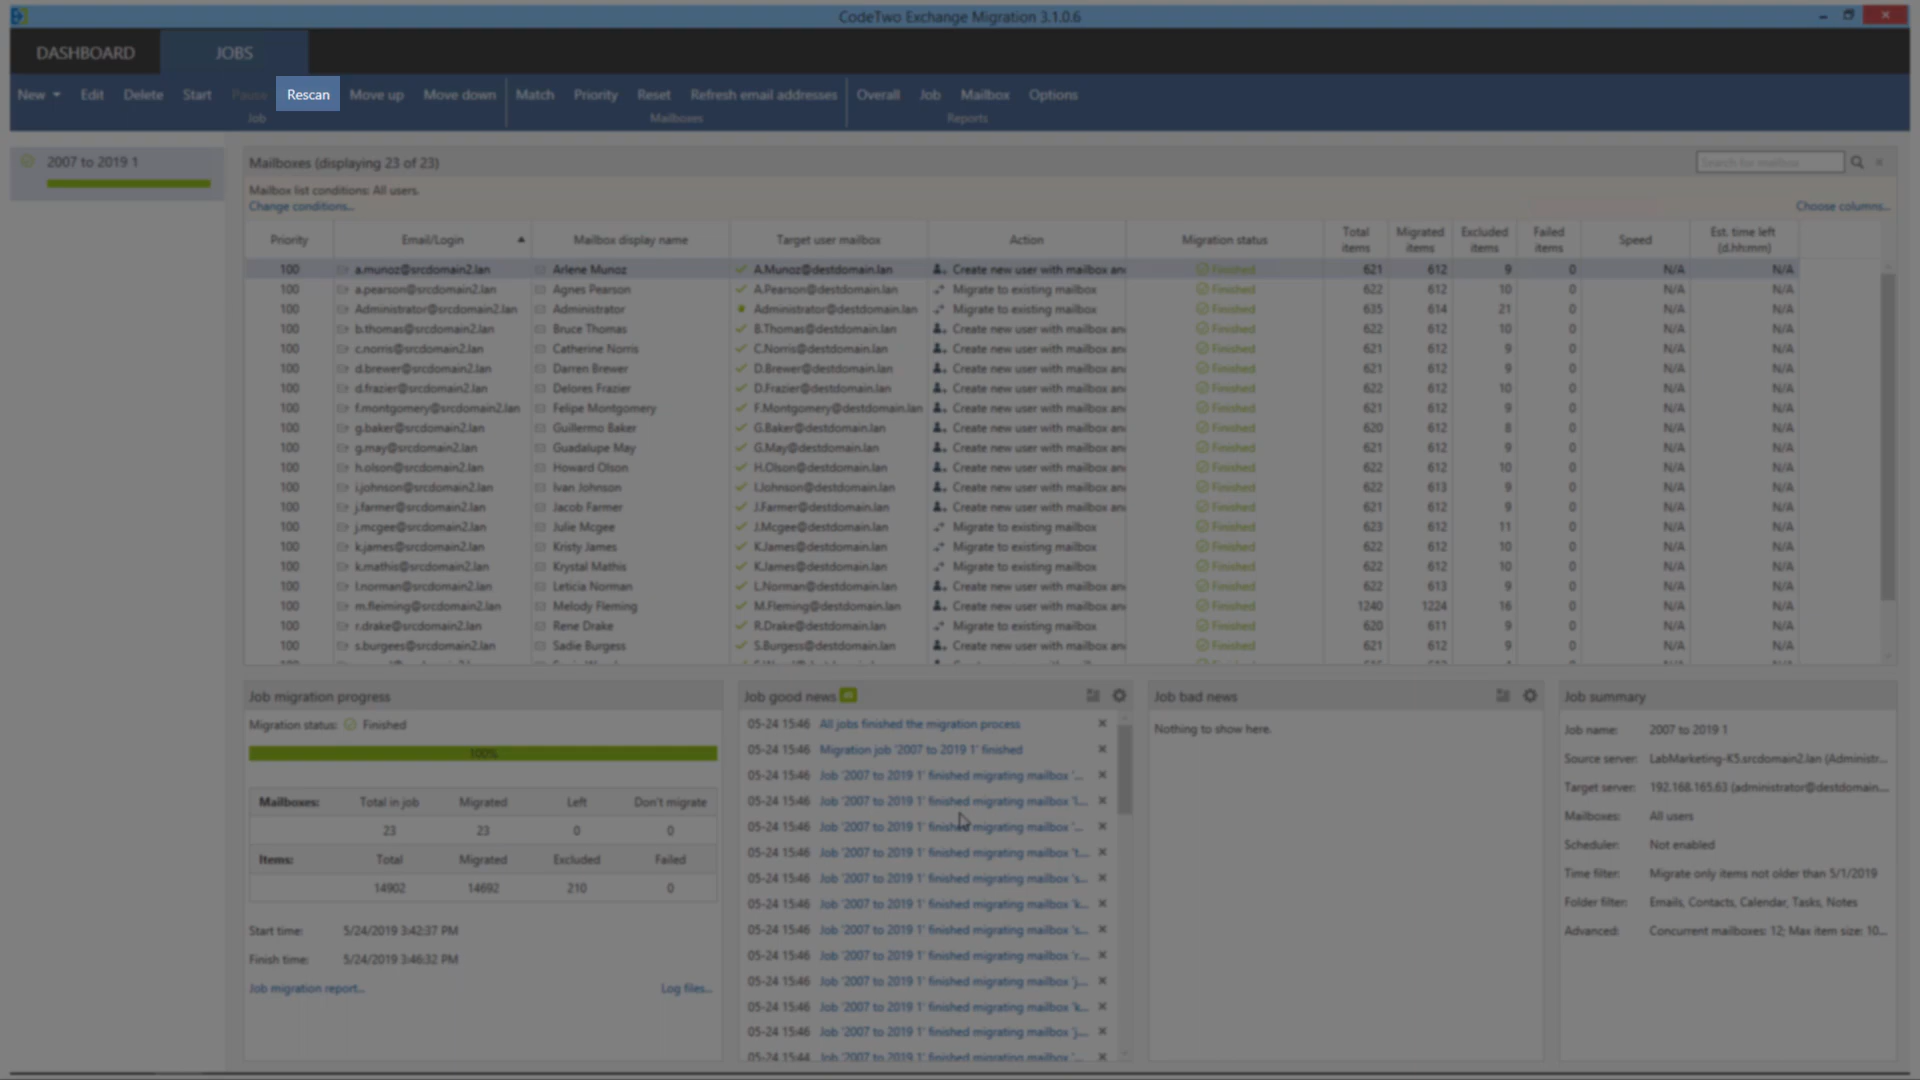 CodeTwo Exchange Migration 3.1.0.6
DASHBOARD JOBS
New Edit Delete Start Pause Rescan Move up Move down Match Priority Reset Refresh email addresses Overall Job Mailbox Options
Job Mailboxes Reports
2007 to 2019 1
Mailboxes (displaying 23 of 23) Search for mailbox
Mailbox list conditions: All users.
Change conditions... Choose columns...
Priority Email/Login Mailbox display name Target user mailbox Action Migration status Total items Migrated items Excluded items Failed items Speed Est. time left (d.hh:mm)
100 a.munoz@srcdomain2.lan Arlene Munoz A.Munoz@destdomain.lan Create new user with mailbox an Finished 621 612 9 0 N/A N/A
100 a.pearson@srcdomain2.lan Agnes Pearson A.Pearson@destdomain.lan Migrate to existing mailbox Finished 622 612 10 0 N/A N/A
100 Administrator@srcdomain2.lan Administrator Administrator@destdomain.lan Migrate to existing mailbox Finished 635 614 21 0 N/A N/A
100 b.thomas@srcdomain2.lan Bruce Thomas B.Thomas@destdomain.lan Create new user with mailbox an Finished 622 612 10 0 N/A N/A
100 c.norris@srcdomain2.lan Catherine Norris C.Norris@destdomain.lan Create new user with mailbox an Finished 621 612 9 0 N/A N/A
100 d.brewer@srcdomain2.lan Darren Brewer D.Brewer@destdomain.lan Create new user with mailbox an Finished 621 612 9 0 N/A N/A
100 d.frazier@srcdomain2.lan Delores Frazier D.Frazier@destdomain.lan Create new user with mailbox an Finished 622 612 10 0 N/A N/A
100 f.montgomery@srcdomain2.lan Felipe Montgomery F.Montgomery@destdomain.lan Create new user with mailbox an Finished 621 612 9 0 N/A N/A
100 g.baker@srcdomain2.lan Guillermo Baker G.Baker@destdomain.lan Create new user with mailbox an Finished 620 612 8 0 N/A N/A
100 g.may@srcdomain2.lan Guadalupe May G.May@destdomain.lan Create new user with mailbox an Finished 621 612 9 0 N/A N/A
100 h.olson@srcdomain2.lan Howard Olson H.Olson@destdomain.lan Create new user with mailbox an Finished 622 612 10 0 N/A N/A
100 i.johnson@srcdomain2.lan Ivan Johnson I.Johnson@destdomain.lan Create new user with mailbox an Finished 622 613 9 0 N/A N/A
100 j.farmer@srcdomain2.lan Jacob Farmer J.Farmer@destdomain.lan Create new user with mailbox an Finished 621 612 9 0 N/A N/A
100 j.mcgee@srcdomain2.lan Julie Mcgee J.Mcgee@destdomain.lan Migrate to existing mailbox Finished 623 612 11 0 N/A N/A
100 k.james@srcdomain2.lan Kristy James K.James@destdomain.lan Migrate to existing mailbox Finished 622 612 10 0 N/A N/A
100 k.mathis@srcdomain2.lan Krystal Mathis K.James@destdomain.lan Migrate to existing mailbox Finished 622 612 10 0 N/A N/A
100 l.norman@srcdomain2.lan Leticia Norman L.Norman@destdomain.lan Create new user with mailbox an Finished 622 613 9 0 N/A N/A
100 m.fleiming@srcdomain2.lan Melody Fleming M.Fleming@destdomain.lan Create new user with mailbox an Finished 1240 1224 16 0 N/A N/A
100 r.drake@srcdomain2.lan Rene Drake R.Drake@destdomain.lan Migrate to existing mailbox Finished 620 611 9 0 N/A N/A
100 s.burgees@srcdomain2.lan Sadie Burgess S.Burgess@destdomain.lan Create new user with mailbox an Finished 621 612 9 0 N/A N/A
Job migration progress
Migration status: Finished
100%
Mailboxes: Total in job Migrated Left Don't migrate
23 23 0 0
Items: Total Migrated Excluded Failed
14902 14692 210 0
Start time: 5/24/2019 3:42:37 PM
Finish time: 5/24/2019 3:46:32 PM
Job migration report... Log files...
Job good news
05-24 15:46 All jobs finished the migration process
05-24 15:46 Migration job '2007 to 2019 1' finished
05-24 15:46 Job '2007 to 2019 1' finished migrating mailbox '...
05-24 15:46 Job '2007 to 2019 1' finished migrating mailbox 'l...
05-24 15:46 Job '2007 to 2019 1' finished migrating mailbox '...
05-24 15:46 Job '2007 to 2019 1' finished migrating mailbox 't...
05-24 15:46 Job '2007 to 2019 1' finished migrating mailbox 's...
05-24 15:46 Job '2007 to 2019 1' finished migrating mailbox 'k...
05-24 15:46 Job '2007 to 2019 1' finished migrating mailbox 's...
05-24 15:46 Job '2007 to 2019 1' finished migrating mailbox 'r...
05-24 15:46 Job '2007 to 2019 1' finished migrating mailbox 'j...
05-24 15:46 Job '2007 to 2019 1' finished migrating mailbox 'k...
05-24 15:46 Job '2007 to 2019 1' finished migrating mailbox 'j...
05-24 15:44 Job '2007 to 2019 1' finished migrating mailbox '...
Job bad news
Nothing to show here.
Job summary
Job name: 2007 to 2019 1
Source server: LabMarketing-K5.srcdomain2.lan (Administr...
Target server: 192.168.165.63 (administrator@destdomain....
Mailboxes: All users
Scheduler: Not enabled
Time filter: Migrate only items not older than 5/1/2019
Folder filter: Emails, Contacts, Calendar, Tasks, Notes
Advanced: Concurrent mailboxes: 12; Max item size: 10...